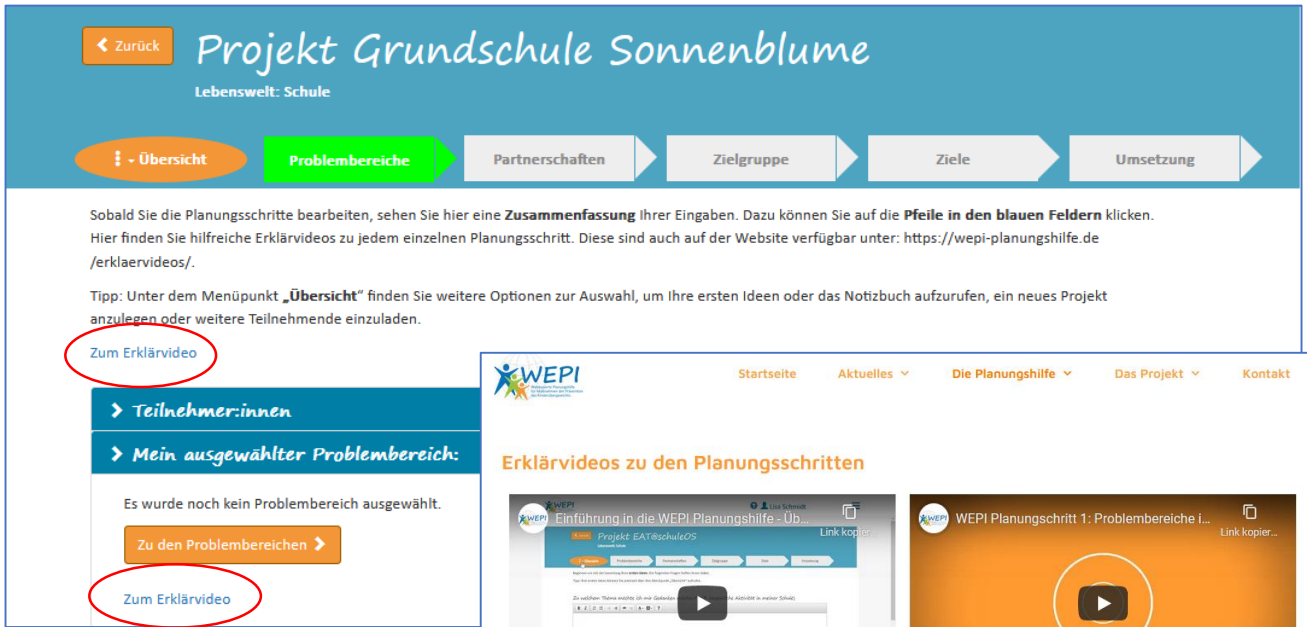 Zurück
Projekt Grundschule Sonnenblume
Lebenswelt: Schule
Übersicht
Problembereiche
Partnerschaften
Zielgruppe
Ziele
Umsetzung
Sobald Sie die Planungsschritte bearbeiten, sehen Sie hier eine Zusammenfassung Ihrer Eingaben. Dazu können Sie auf die Pfeile in den blauen Feldern klicken.
Hier finden Sie hilfreiche Erklärvideos zu jedem einzelnen Planungsschritt. Diese sind auch auf der Website verfügbar unter: https://wepi-planungshilfe.de
/erklaervideos/.
Tipp: Unter dem Menüpunkt „Übersicht“ finden Sie weitere Optionen zur Auswahl, um Ihre ersten Ideen oder das Notizbuch aufzurufen, ein neues Projekt
anzulegen oder weitere Teilnehmende einzuladen.
Zum Erklärvideo
Teilnehmer:innen
Mein ausgewählter Problembereich:
Es wurde noch kein Problembereich ausgewählt.
Zu den Problembereichen
Zum Erklärvideo
WEPI
Startseite
Aktuelles
Die Planungshilfe
Das Projekt
Kontakt
Erklärvideos zu den Planungsschritten
WEPI
Einführung in die WEPI Planungshilfe - Üb...
Link kopier...
WEPI
Lisa Schmidt
Projekt EAT@schuleOS
WEPI
WEPI Planungschritt 1: Problembereiche i...
Link kopier...